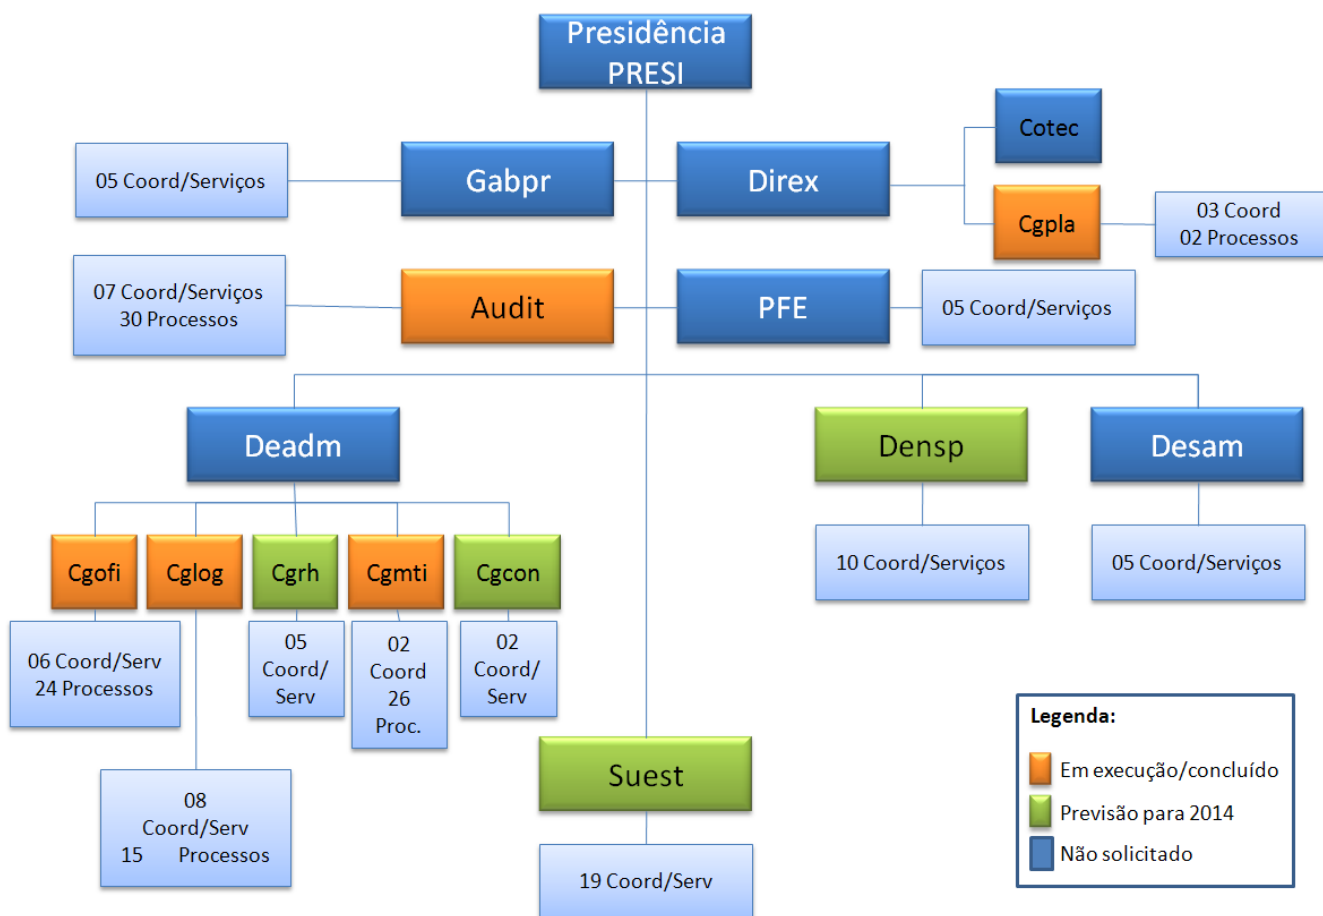 Presidência
PRESI
Cotec
05 Coord/Serviços
Gabpr
Direx
Cgpla
03 Coord
02 Processos
07 Coord/Serviços
30 Processos
Audit
PFE
05 Coord/Serviços
Deadm
Densp
Desam
10 Coord/Serviços
05 Coord/Serviços
Cgofi
Cglog
Cgrh
Cgmti
Cgcon
06 Coord/Serv
24 Processos
05
Coord/
Serv
02
Coord
26
Proc.
02
Coord/
Serv
08
Coord/Serv
15 Processos
Suest
19 Coord/Serv
Legenda:
Em execução/concluído
Previsão para 2014
Não solicitado